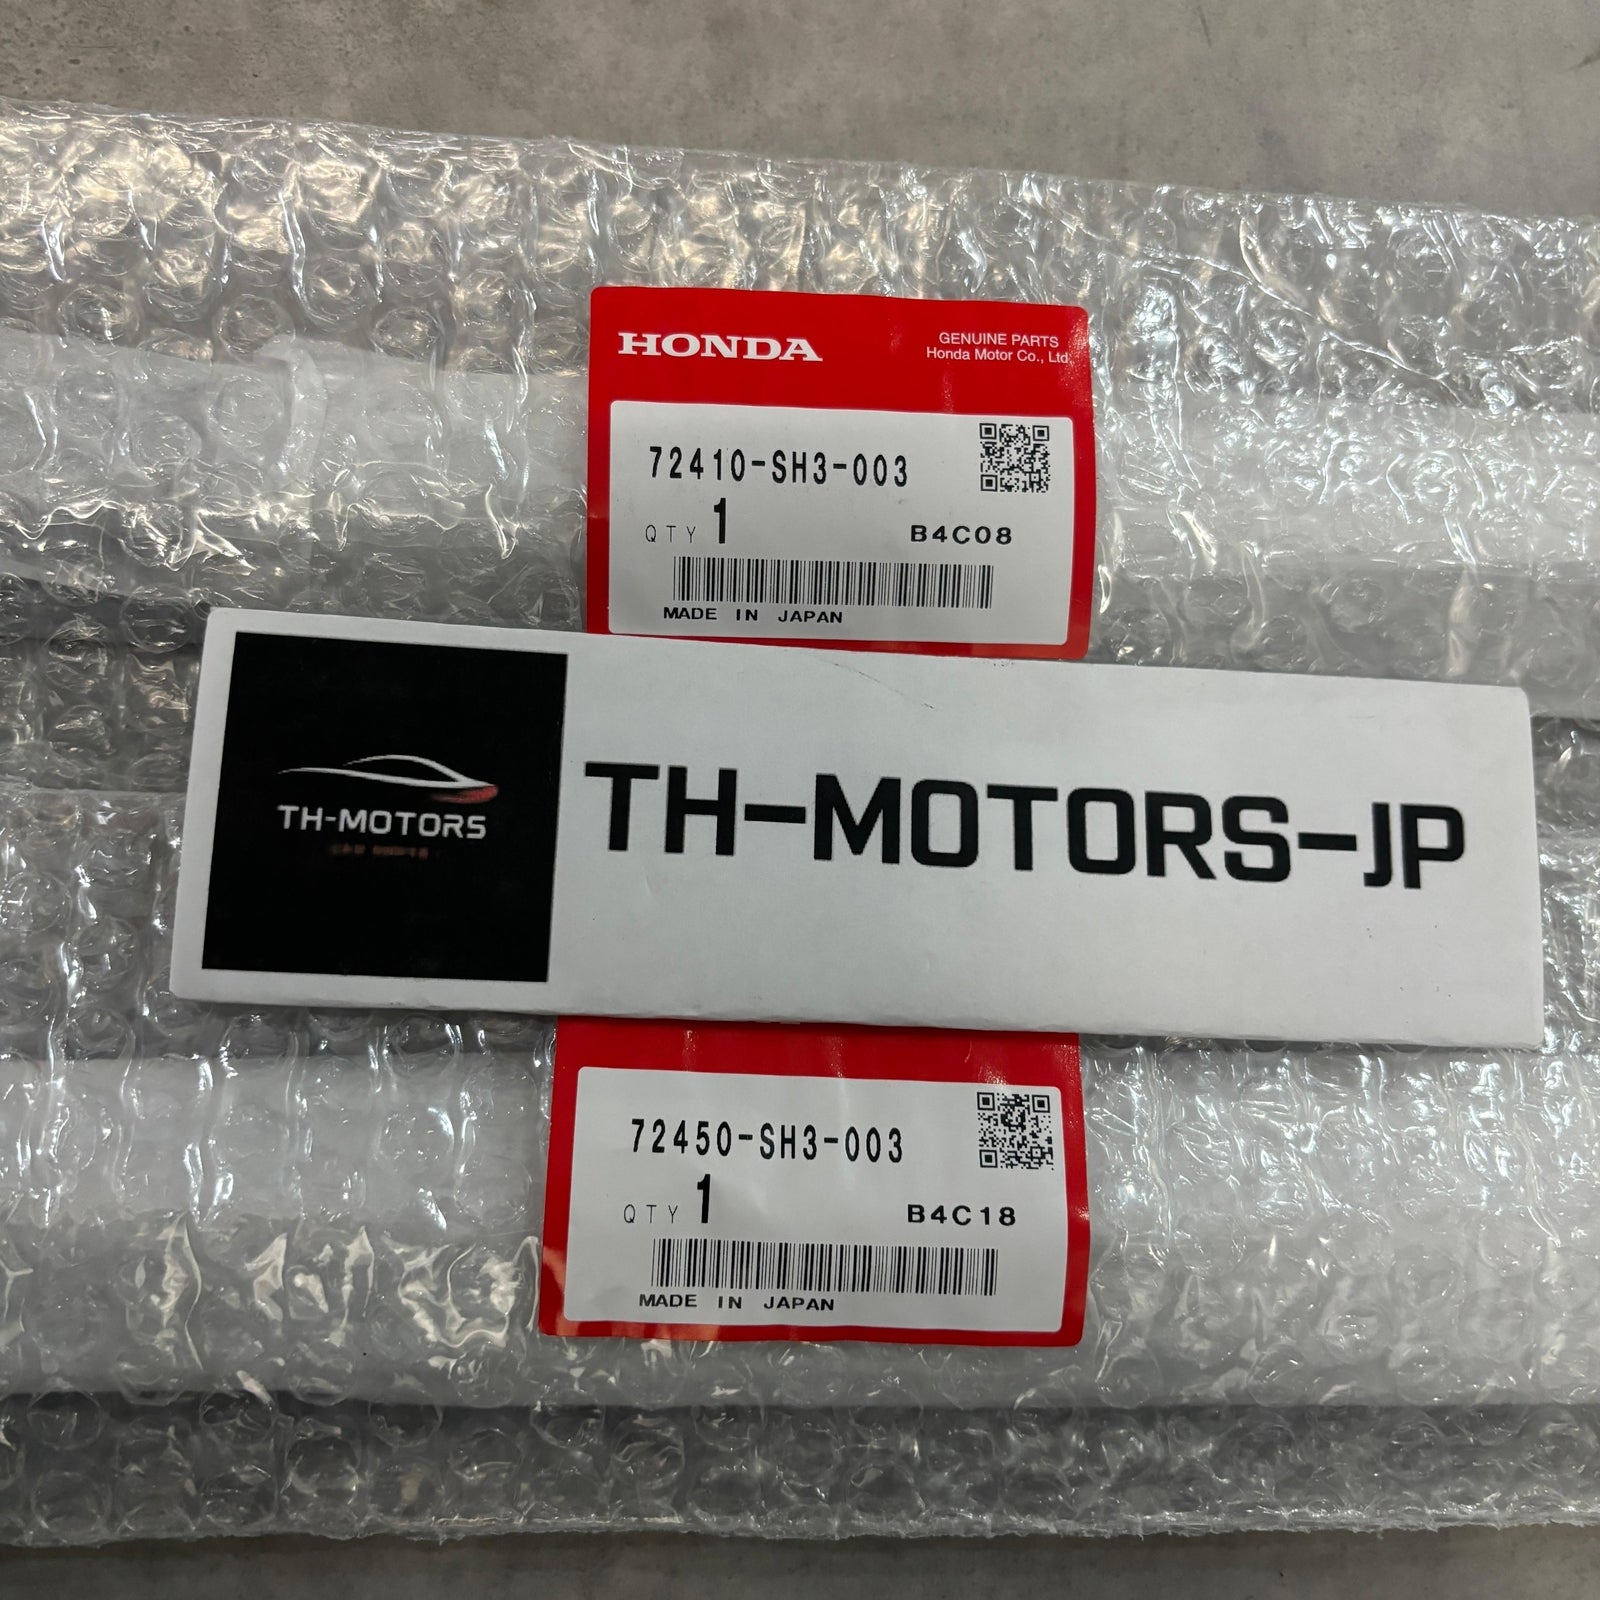 HONDA
GENUINE PARTS
Honda Motor Co., Ltd.
72410-SH3-003
QTY 1 B4C08
MADE IN JAPAN
TH-MOTORS
TH-MOTORS-JP
72450-SH3-003
QTY 1 B4C18
MADE IN JAPAN